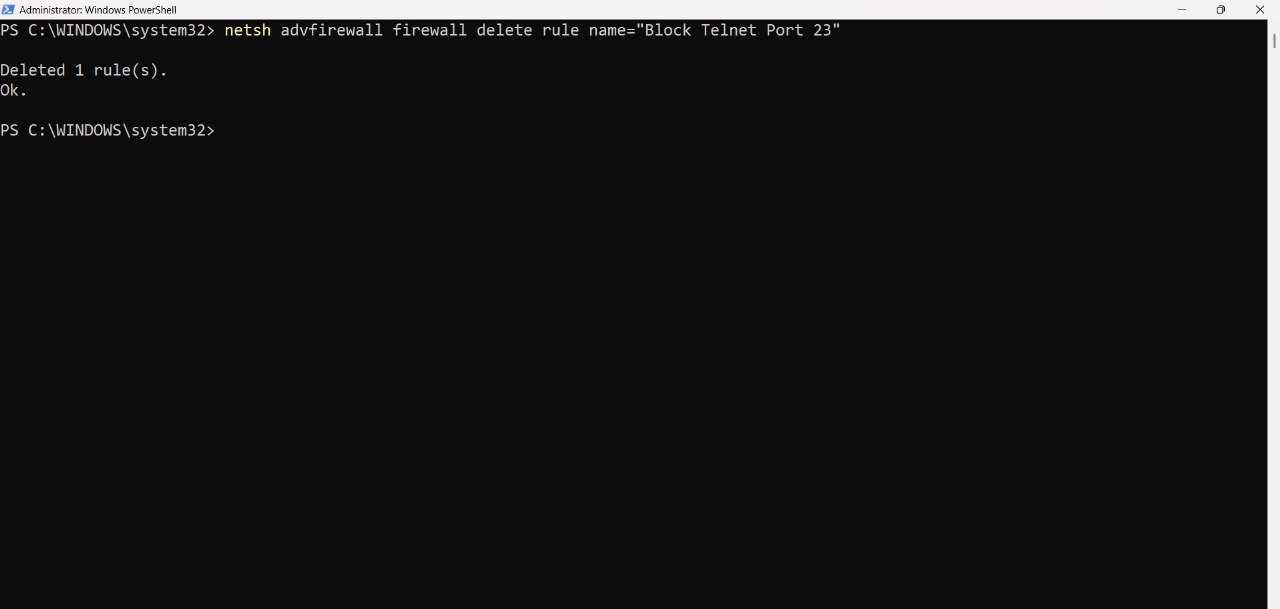 Administrator: Windows PowerShell
PS C:\WINDOWS\system32> netsh advfirewall firewall delete rule name="Block Telnet Port 23"
Deleted 1 rule(s).
Ok.
PS C:\WINDOWS\system32>